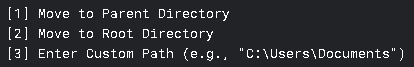 [1] Move to Parent Directory
[2] Move to Root Directory
[3] Enter Custom Path (e.g., "C:\Users\Documents")